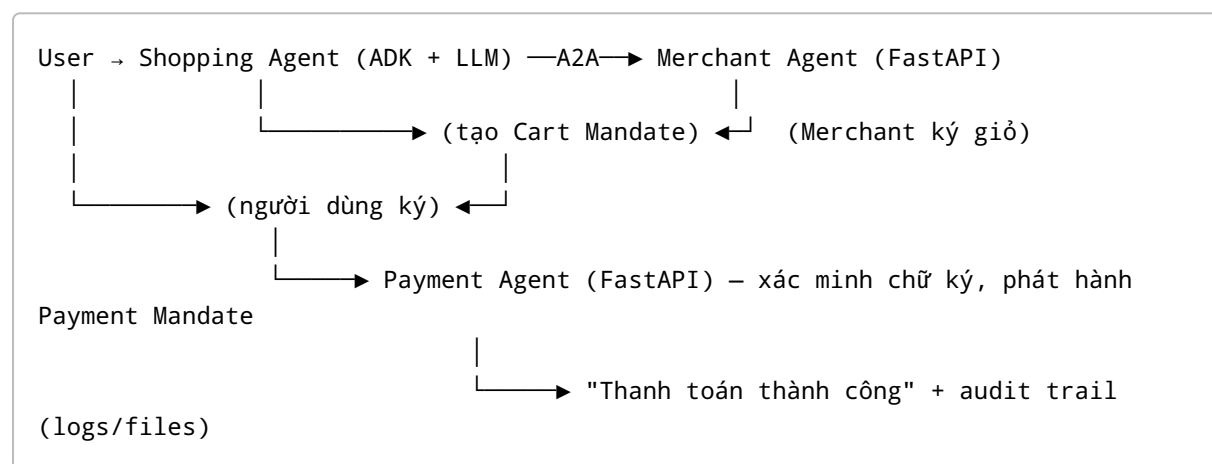 User → Shopping Agent (ADK + LLM) ──A2A──► Merchant Agent (FastAPI)
(tạo Cart Mandate) ◄┘ (Merchant ký giỏ)
(người dùng ký) ◄──┘
Payment Agent (FastAPI) — xác minh chữ ký, phát hành
Payment Mandate
"Thanh toán thành công" + audit trail
(logs/files)